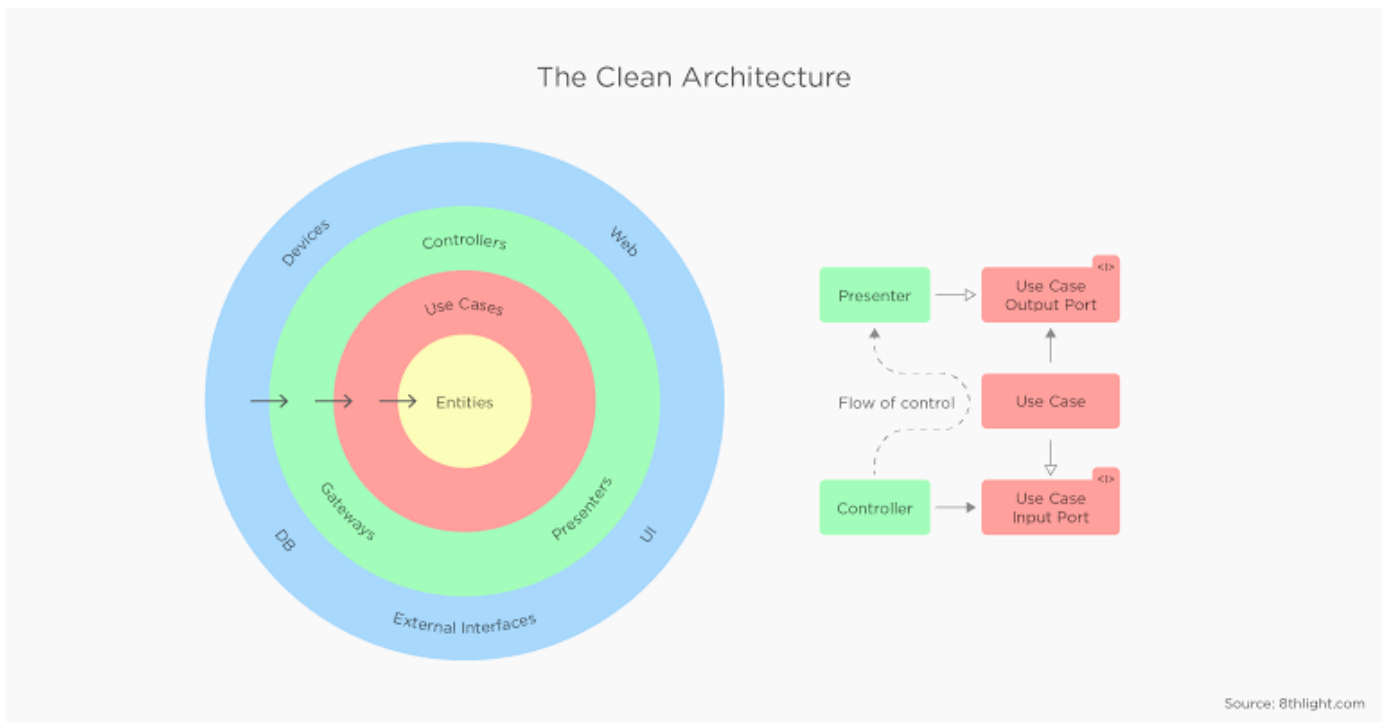 The Clean Architecture
Devices
Web
Controllers
Use Cases
Entities
Gateways
Presenters
DB
UI
External Interfaces
Presenter
<I>
Use Case
Output Port
Flow of control
Use Case
Controller
<I>
Use Case
Input Port
Source: 8thlight.com